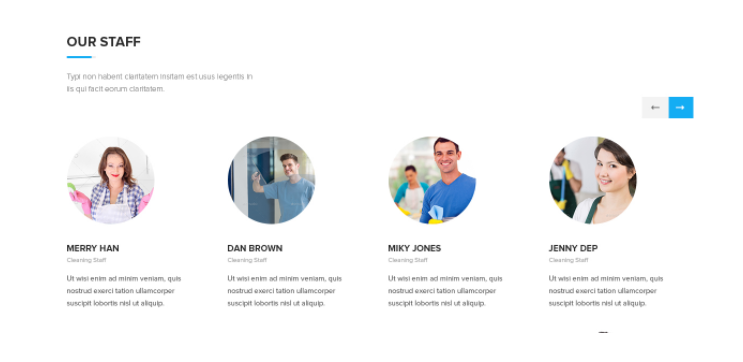 OUR STAFF
Typi non habent claritatem insitam est usus legentis in
iis qui facit eorum claritatem.
← →
MERRY HAN
Cleaning Staff
Ut wisi enim ad minim veniam, quis
nostrud exerci tation ullamcorper
suscipit lobortis nisl ut aliquip.
DAN BROWN
Cleaning Staff
Ut wisi enim ad minim veniam, quis
nostrud exerci tation ullamcorper
suscipit lobortis nisl ut aliquip.
MIKY JONES
Cleaning Staff
Ut wisi enim ad minim veniam, quis
nostrud exerci tation ullamcorper
suscipit lobortis nisl ut aliquip.
JENNY DEP
Cleaning Staff
Ut wisi enim ad minim veniam, quis
nostrud exerci tation ullamcorper
suscipit lobortis nisl ut aliquip.